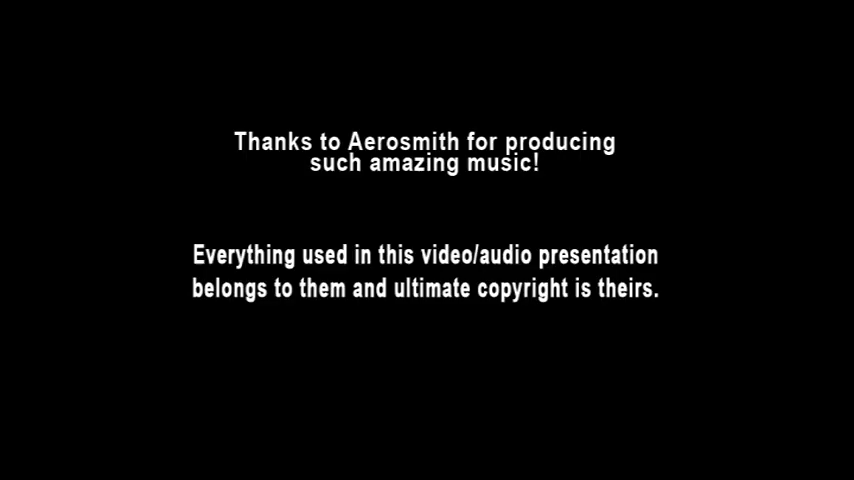 Thanks to Aerosmith for producing
such amazing music!
Everything used in this video/audio presentation
belongs to them and ultimate copyright is theirs.